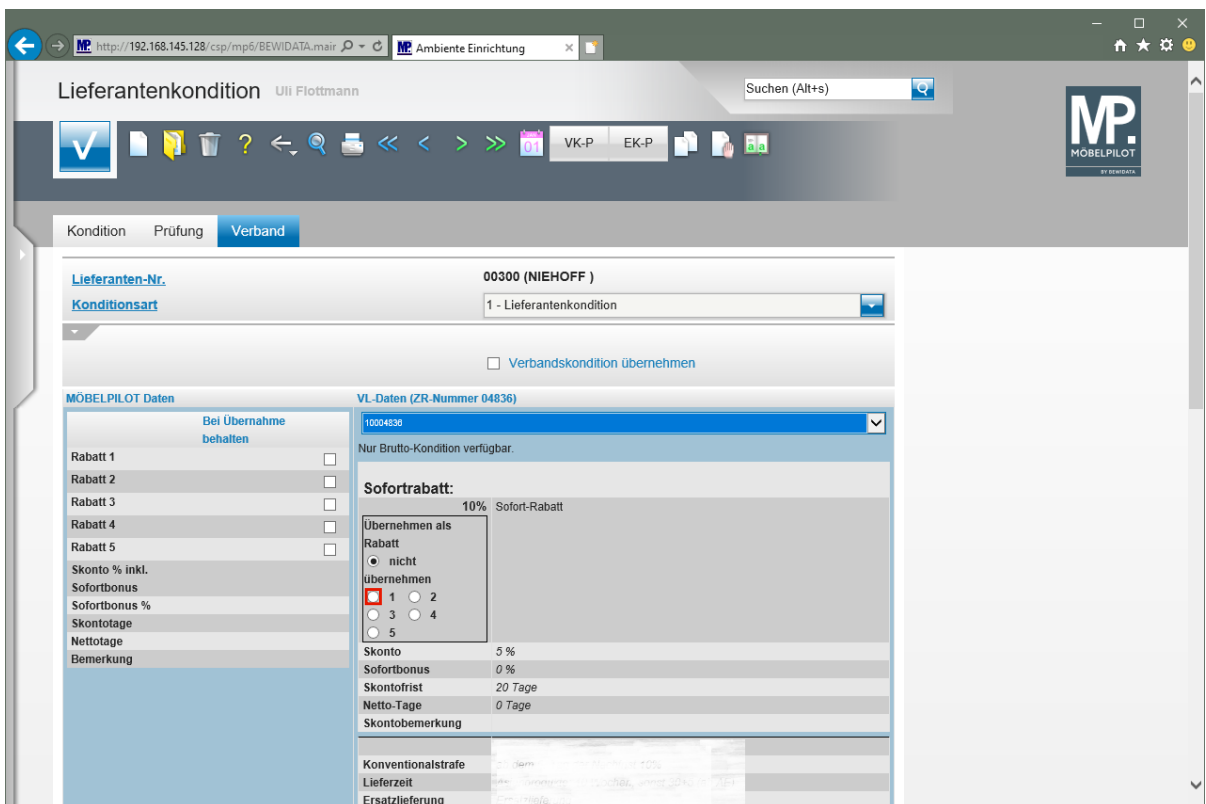 http://192.168.145.128/csp/mp6/BEWIDATA.mair
Ambiente Einrichtung
Lieferantenkondition Uli Flottmann
Suchen (Alt+s)
? 01 VK-P EK-P a a
MP.
MÖBELPILOT
BY BEWIDATA
Kondition Prüfung Verband
Lieferanten-Nr. 00300 (NIEHOFF )
Konditionsart 1 - Lieferantenkondition
Verbandskondition übernehmen
MÖBELPILOT Daten VL-Daten (ZR-Nummer 04836)
Bei Übernahme
behalten
Rabatt 1
Rabatt 2
Rabatt 3
Rabatt 4
Rabatt 5
Skonto % inkl.
Sofortbonus
Sofortbonus %
Skontotage
Nettotage
Bemerkung
10004836
Nur Brutto-Kondition verfügbar.
Sofortrabatt:
10% Sofort-Rabatt
Übernehmen als
Rabatt
nicht
übernehmen
1 2
3 4
5
Skonto 5 %
Sofortbonus 0 %
Skontofrist 20 Tage
Netto-Tage 0 Tage
Skontobemerkung
Konventionalstrafe
Lieferzeit
Ersatzlieferung